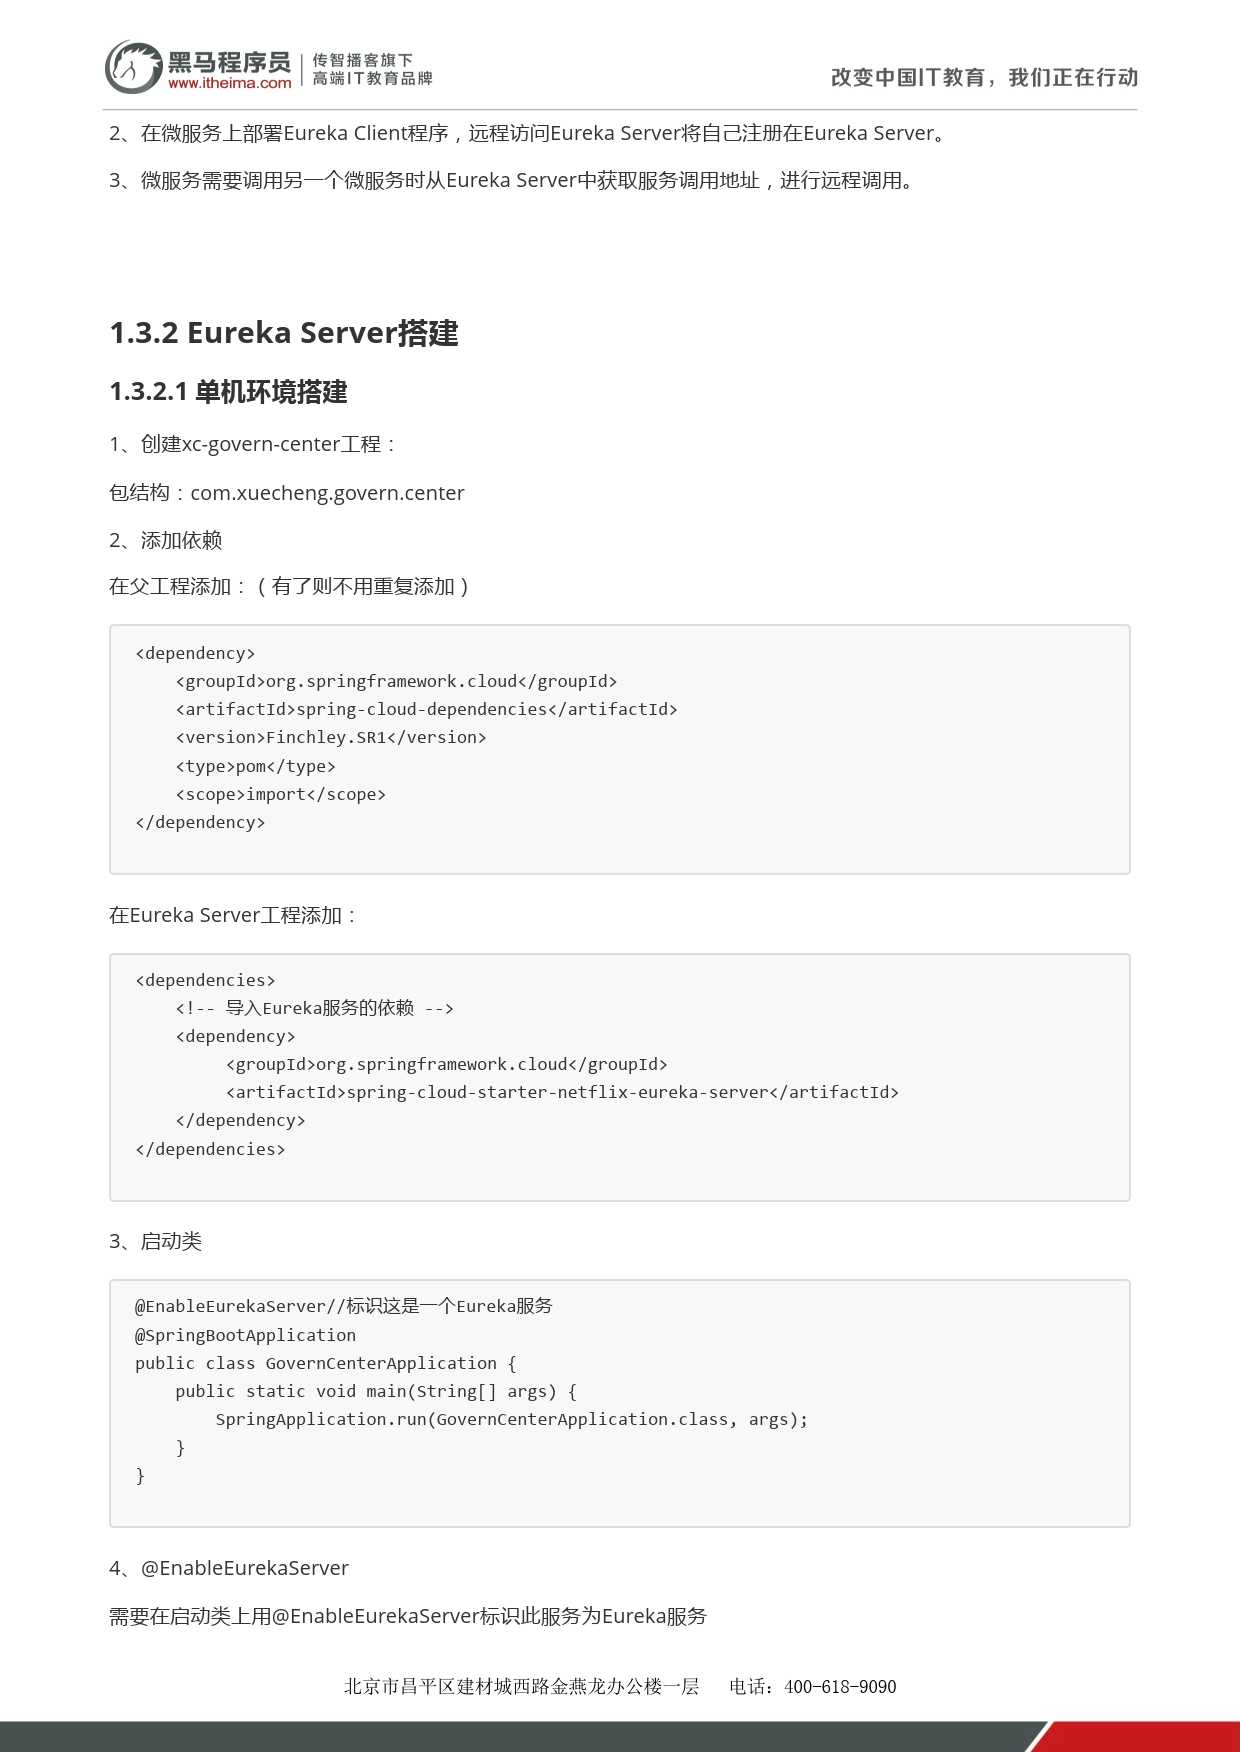 黑马程序员
www.itheima.com
传智播客旗下
高端IT教育品牌
改变中国IT教育，我们正在行动
2、在微服务上部署Eureka Client程序，远程访问Eureka Server将自己注册在Eureka Server。
3、微服务需要调用另一个微服务时从Eureka Server中获取服务调用地址，进行远程调用。
1.3.2 Eureka Server搭建
1.3.2.1 单机环境搭建
1、创建xc-govern-center工程：
包结构：com.xuecheng.govern.center
2、添加依赖
在父工程添加：（有了则不用重复添加）
<dependency>
    <groupId>org.springframework.cloud</groupId>
    <artifactId>spring-cloud-dependencies</artifactId>
    <version>Finchley.SR1</version>
    <type>pom</type>
    <scope>import</scope>
</dependency>
在Eureka Server工程添加：
<dependencies>
    <!-- 导入Eureka服务的依赖 -->
    <dependency>
         <groupId>org.springframework.cloud</groupId>
         <artifactId>spring-cloud-starter-netflix-eureka-server</artifactId>
    </dependency>
</dependencies>
3、启动类
@EnableEurekaServer//标识这是一个Eureka服务
@SpringBootApplication
public class GovernCenterApplication {
    public static void main(String[] args) {
        SpringApplication.run(GovernCenterApplication.class, args);
    }
}
4、@EnableEurekaServer
需要在启动类上用@EnableEurekaServer标识此服务为Eureka服务
北京市昌平区建材城西路金燕龙办公楼一层 电话：400-618-9090